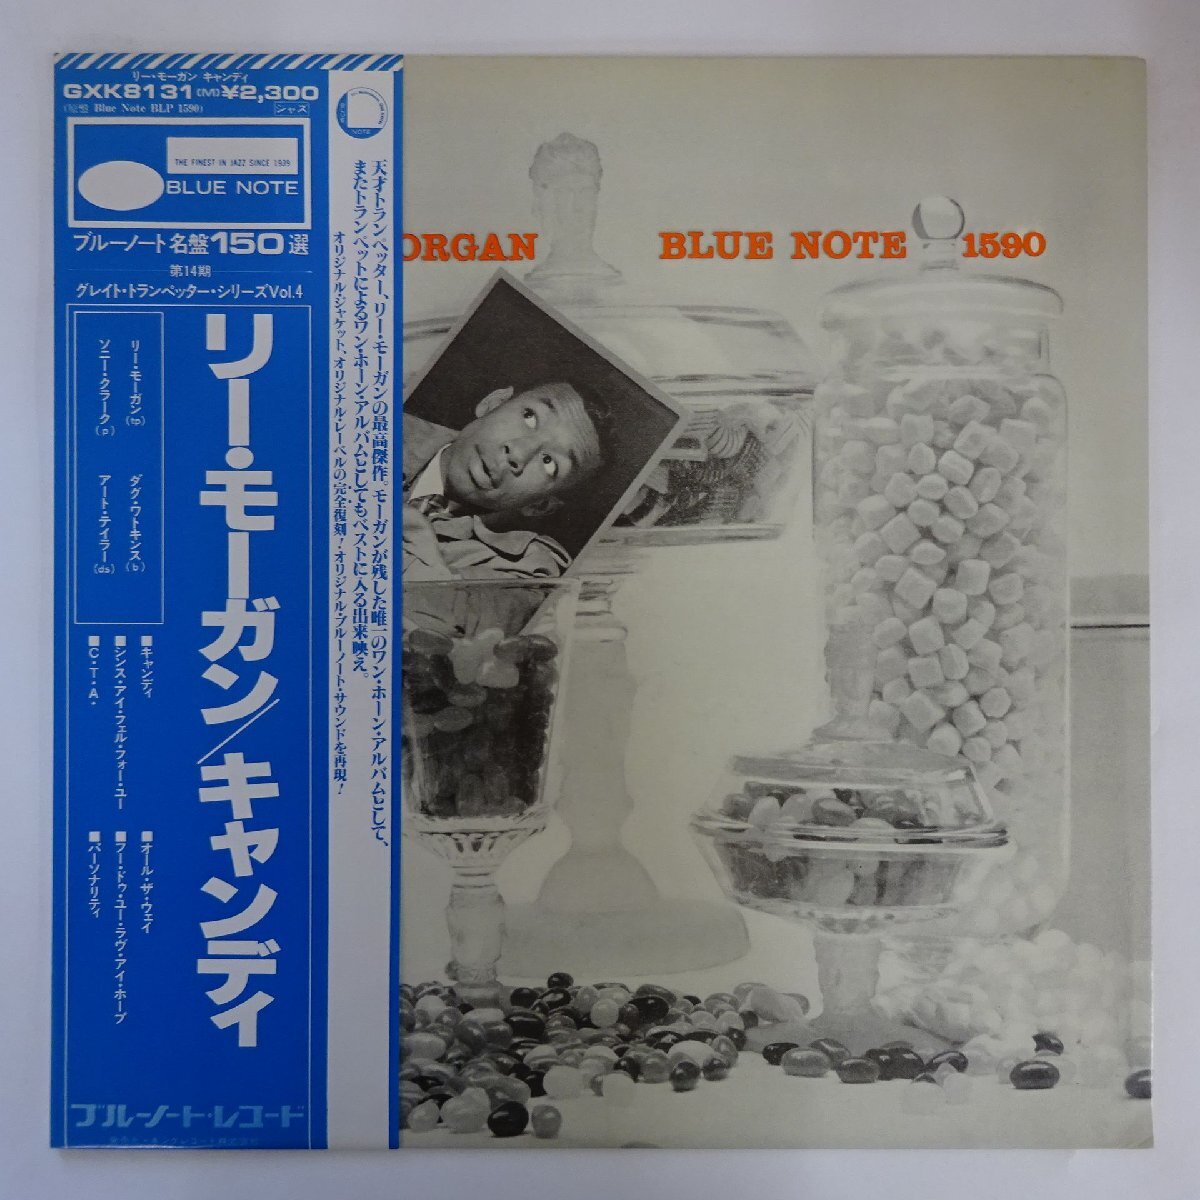 リー・モーガン キャンディ
GXK8131(M)¥2,300
(原盤 Blue Note BLP 1590)
ジャズ
THE FINEST IN JAZZ SINCE 1939
BLUE NOTE
ブルーノート名盤150選
第14期
グレイト・トランペッター・シリーズVol.4
リー・モーガン(tp)
ソニー・クラーク(p)
ダグ・ワトキンス(b)
アート・テイラー(ds)
リー・モーガン/キャンディ
■キャンディ
■シンス・アイ・フェル・フォー・ユー
■C・T・A・
■オール・ザ・ウェイ
■フー・ドゥ・ユー・ラヴ・アイ・ホープ
■パーソナリティ
ブルーノート・レコード
BLUE
NOTE
天才トランペッター、リー・モーガンの最高傑作。モーガンが残した唯一のワン・ホーン・アルバムとして、
またトランペットによるワン・ホーン・アルバムとしてもベストに入る出来映え。
オリジナル・ジャケット、オリジナル・レーベルの完全復刻!オリジナル・ブルーノート・サウンドを再現!
ORGAN
BLUE NOTE 1590